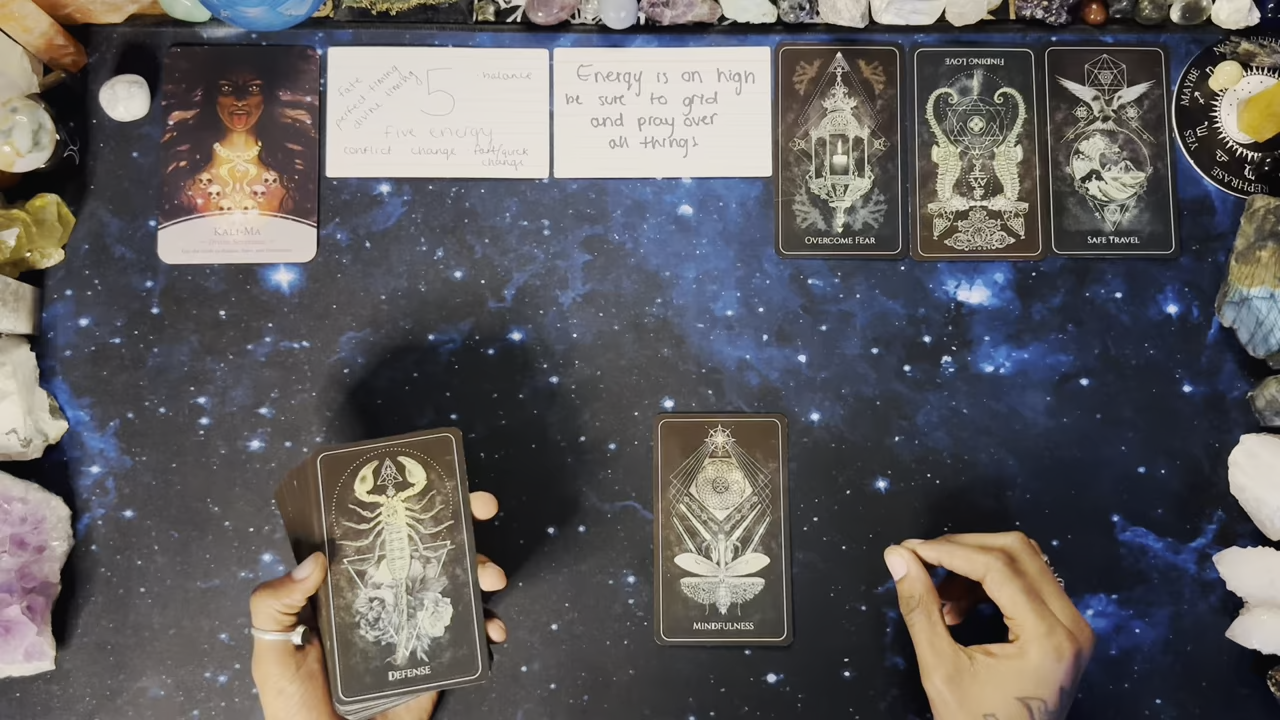 KALI-MA
Fate
Perfect timing
divine timing
5
balance
five energy
conflict change fast/quick
change
Energy is on high
be sure to grid
and pray over
all things
OVERCOME FEAR
FINDING LOVE
SAFE TRAVEL
MAYBE
YES
REPHRASE
DEFENSE
MINDFULNESS